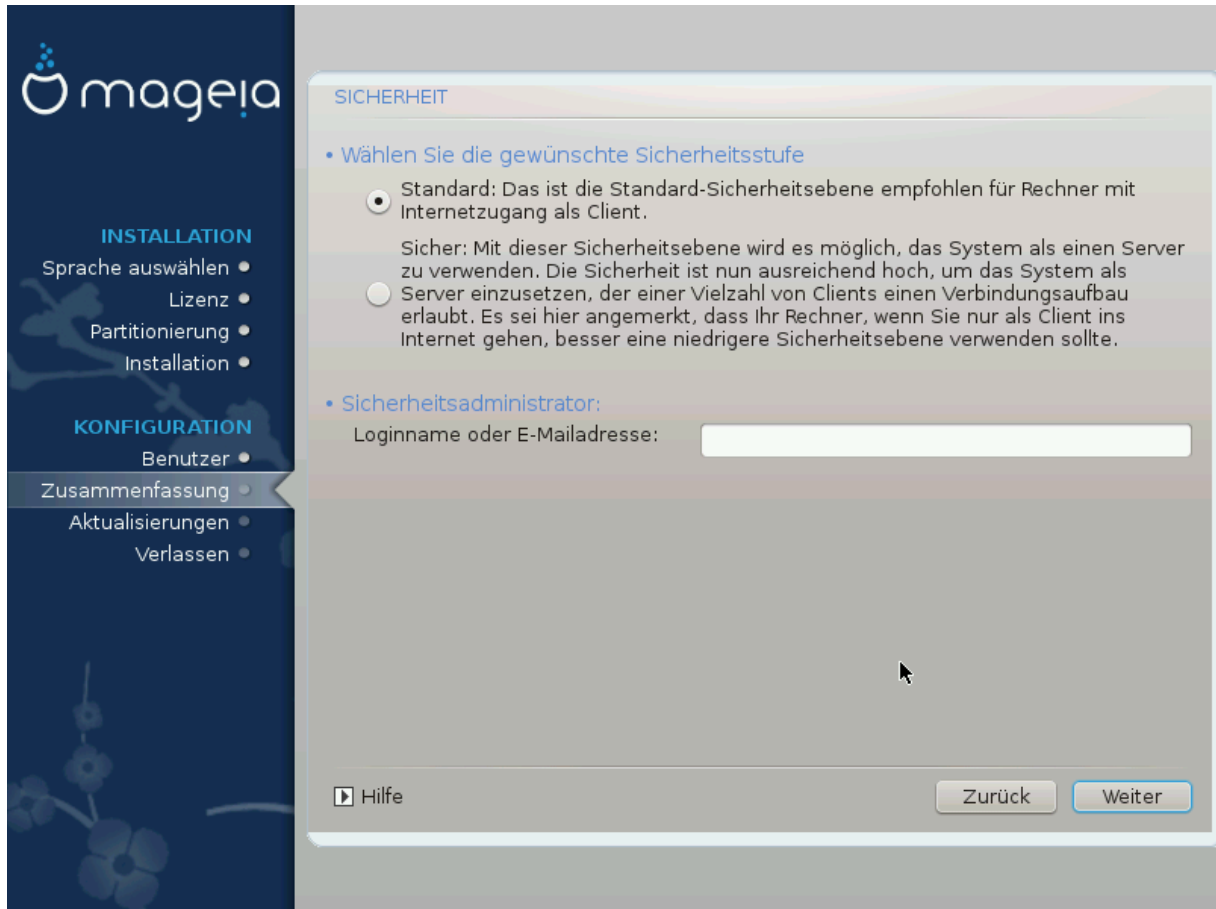 mageia
INSTALLATION
Sprache auswählen
Lizenz
Partitionierung
Installation
KONFIGURATION
Benutzer
Zusammenfassung
Aktualisierungen
Verlassen
SICHERHEIT
• Wählen Sie die gewünschte Sicherheitsstufe
Standard: Das ist die Standard-Sicherheitsebene empfohlen für Rechner mit
Internetzugang als Client.
Sicher: Mit dieser Sicherheitsebene wird es möglich, das System als einen Server
zu verwenden. Die Sicherheit ist nun ausreichend hoch, um das System als
Server einzusetzen, der einer Vielzahl von Clients einen Verbindungsaufbau
erlaubt. Es sei hier angemerkt, dass Ihr Rechner, wenn Sie nur als Client ins
Internet gehen, besser eine niedrigere Sicherheitsebene verwenden sollte.
• Sicherheitsadministrator:
Loginname oder E-Mailadresse:
Hilfe
Zurück
Weiter